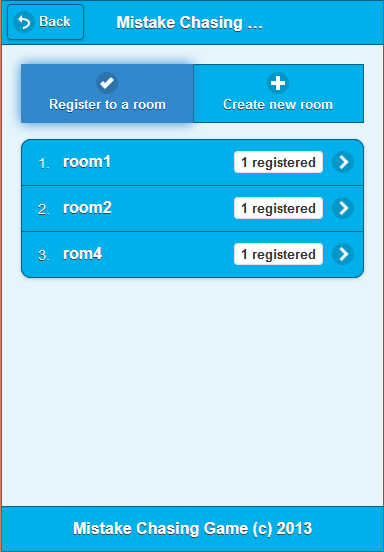 Back
Mistake Chasing ...
Register to a room
Create new room
1. room1 1 registered
2. room2 1 registered
3. rom4 1 registered
Mistake Chasing Game (c) 2013